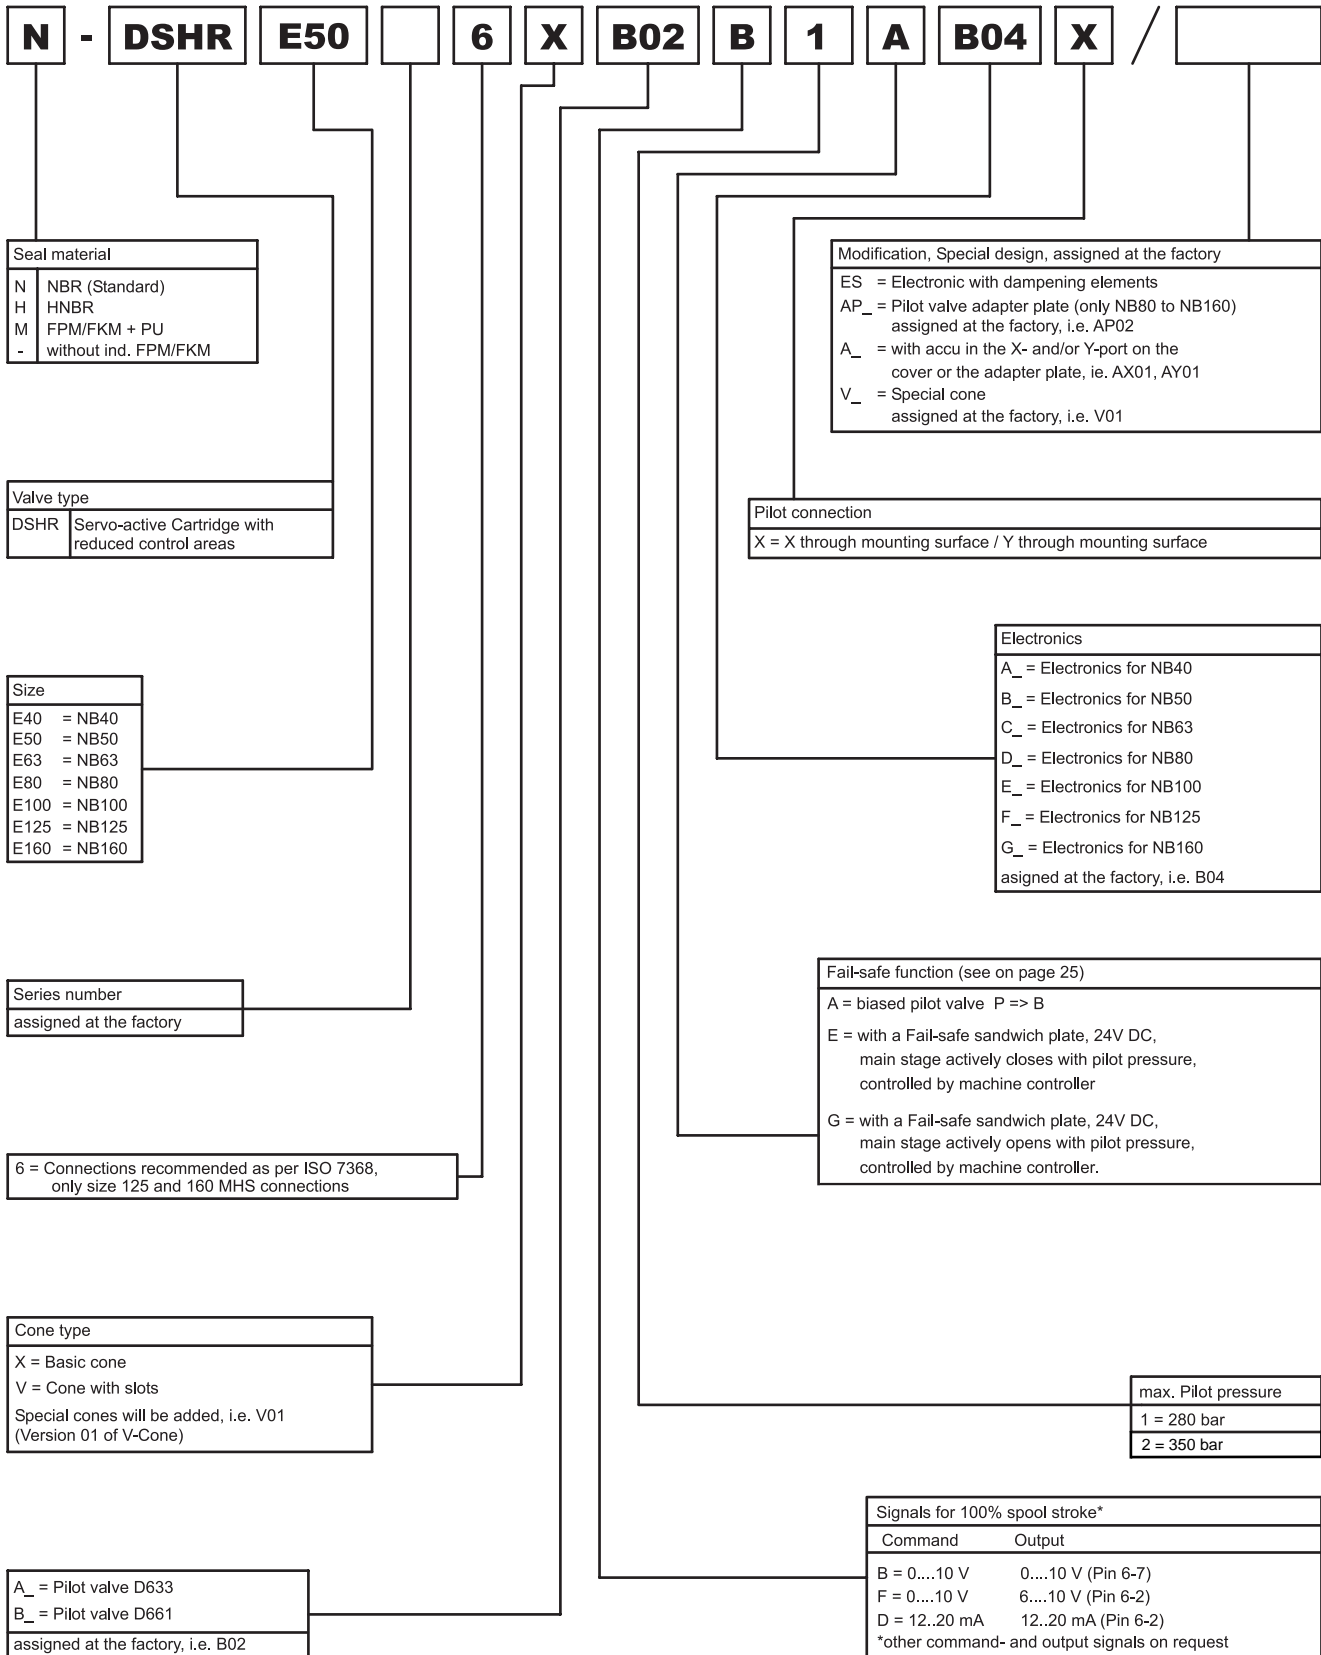 N - DSHR E50 6 X B02 B 1 A B04 X /
Seal material
N NBR (Standard)
H HNBR
M FPM/FKM + PU
- without ind. FPM/FKM
Modification, Special design, assigned at the factory
ES = Electronic with dampening elements
AP_ = Pilot valve adapter plate (only NB80 to NB160)
assigned at the factory, i.e. AP02
A_ = with accu in the X- and/or Y-port on the
cover or the adapter plate, ie. AX01, AY01
V_ = Special cone
assigned at the factory, i.e. V01
Valve type
DSHR Servo-active Cartridge with
reduced control areas
Pilot connection
X = X through mounting surface / Y through mounting surface
Electronics
A_ = Electronics for NB40
B_ = Electronics for NB50
C_ = Electronics for NB63
D_ = Electronics for NB80
E_ = Electronics for NB100
F_ = Electronics for NB125
G_ = Electronics for NB160
asigned at the factory, i.e. B04
Size
E40 = NB40
E50 = NB50
E63 = NB63
E80 = NB80
E100 = NB100
E125 = NB125
E160 = NB160
Series number
assigned at the factory
Fail-safe function (see on page 25)
A = biased pilot valve P => B
E = with a Fail-safe sandwich plate, 24V DC,
main stage actively closes with pilot pressure,
controlled by machine controller
G = with a Fail-safe sandwich plate, 24V DC,
main stage actively opens with pilot pressure,
controlled by machine controller.
6 = Connections recommended as per ISO 7368,
only size 125 and 160 MHS connections
Cone type
X = Basic cone
V = Cone with slots
Special cones will be added, i.e. V01
(Version 01 of V-Cone)
max. Pilot pressure
1 = 280 bar
2 = 350 bar
Signals for 100% spool stroke*
Command Output
B = 0....10 V 0....10 V (Pin 6-7)
F = 0....10 V 6....10 V (Pin 6-2)
D = 12..20 mA 12..20 mA (Pin 6-2)
*other command- and output signals on request
A_ = Pilot valve D633
B_ = Pilot valve D661
assigned at the factory, i.e. B02